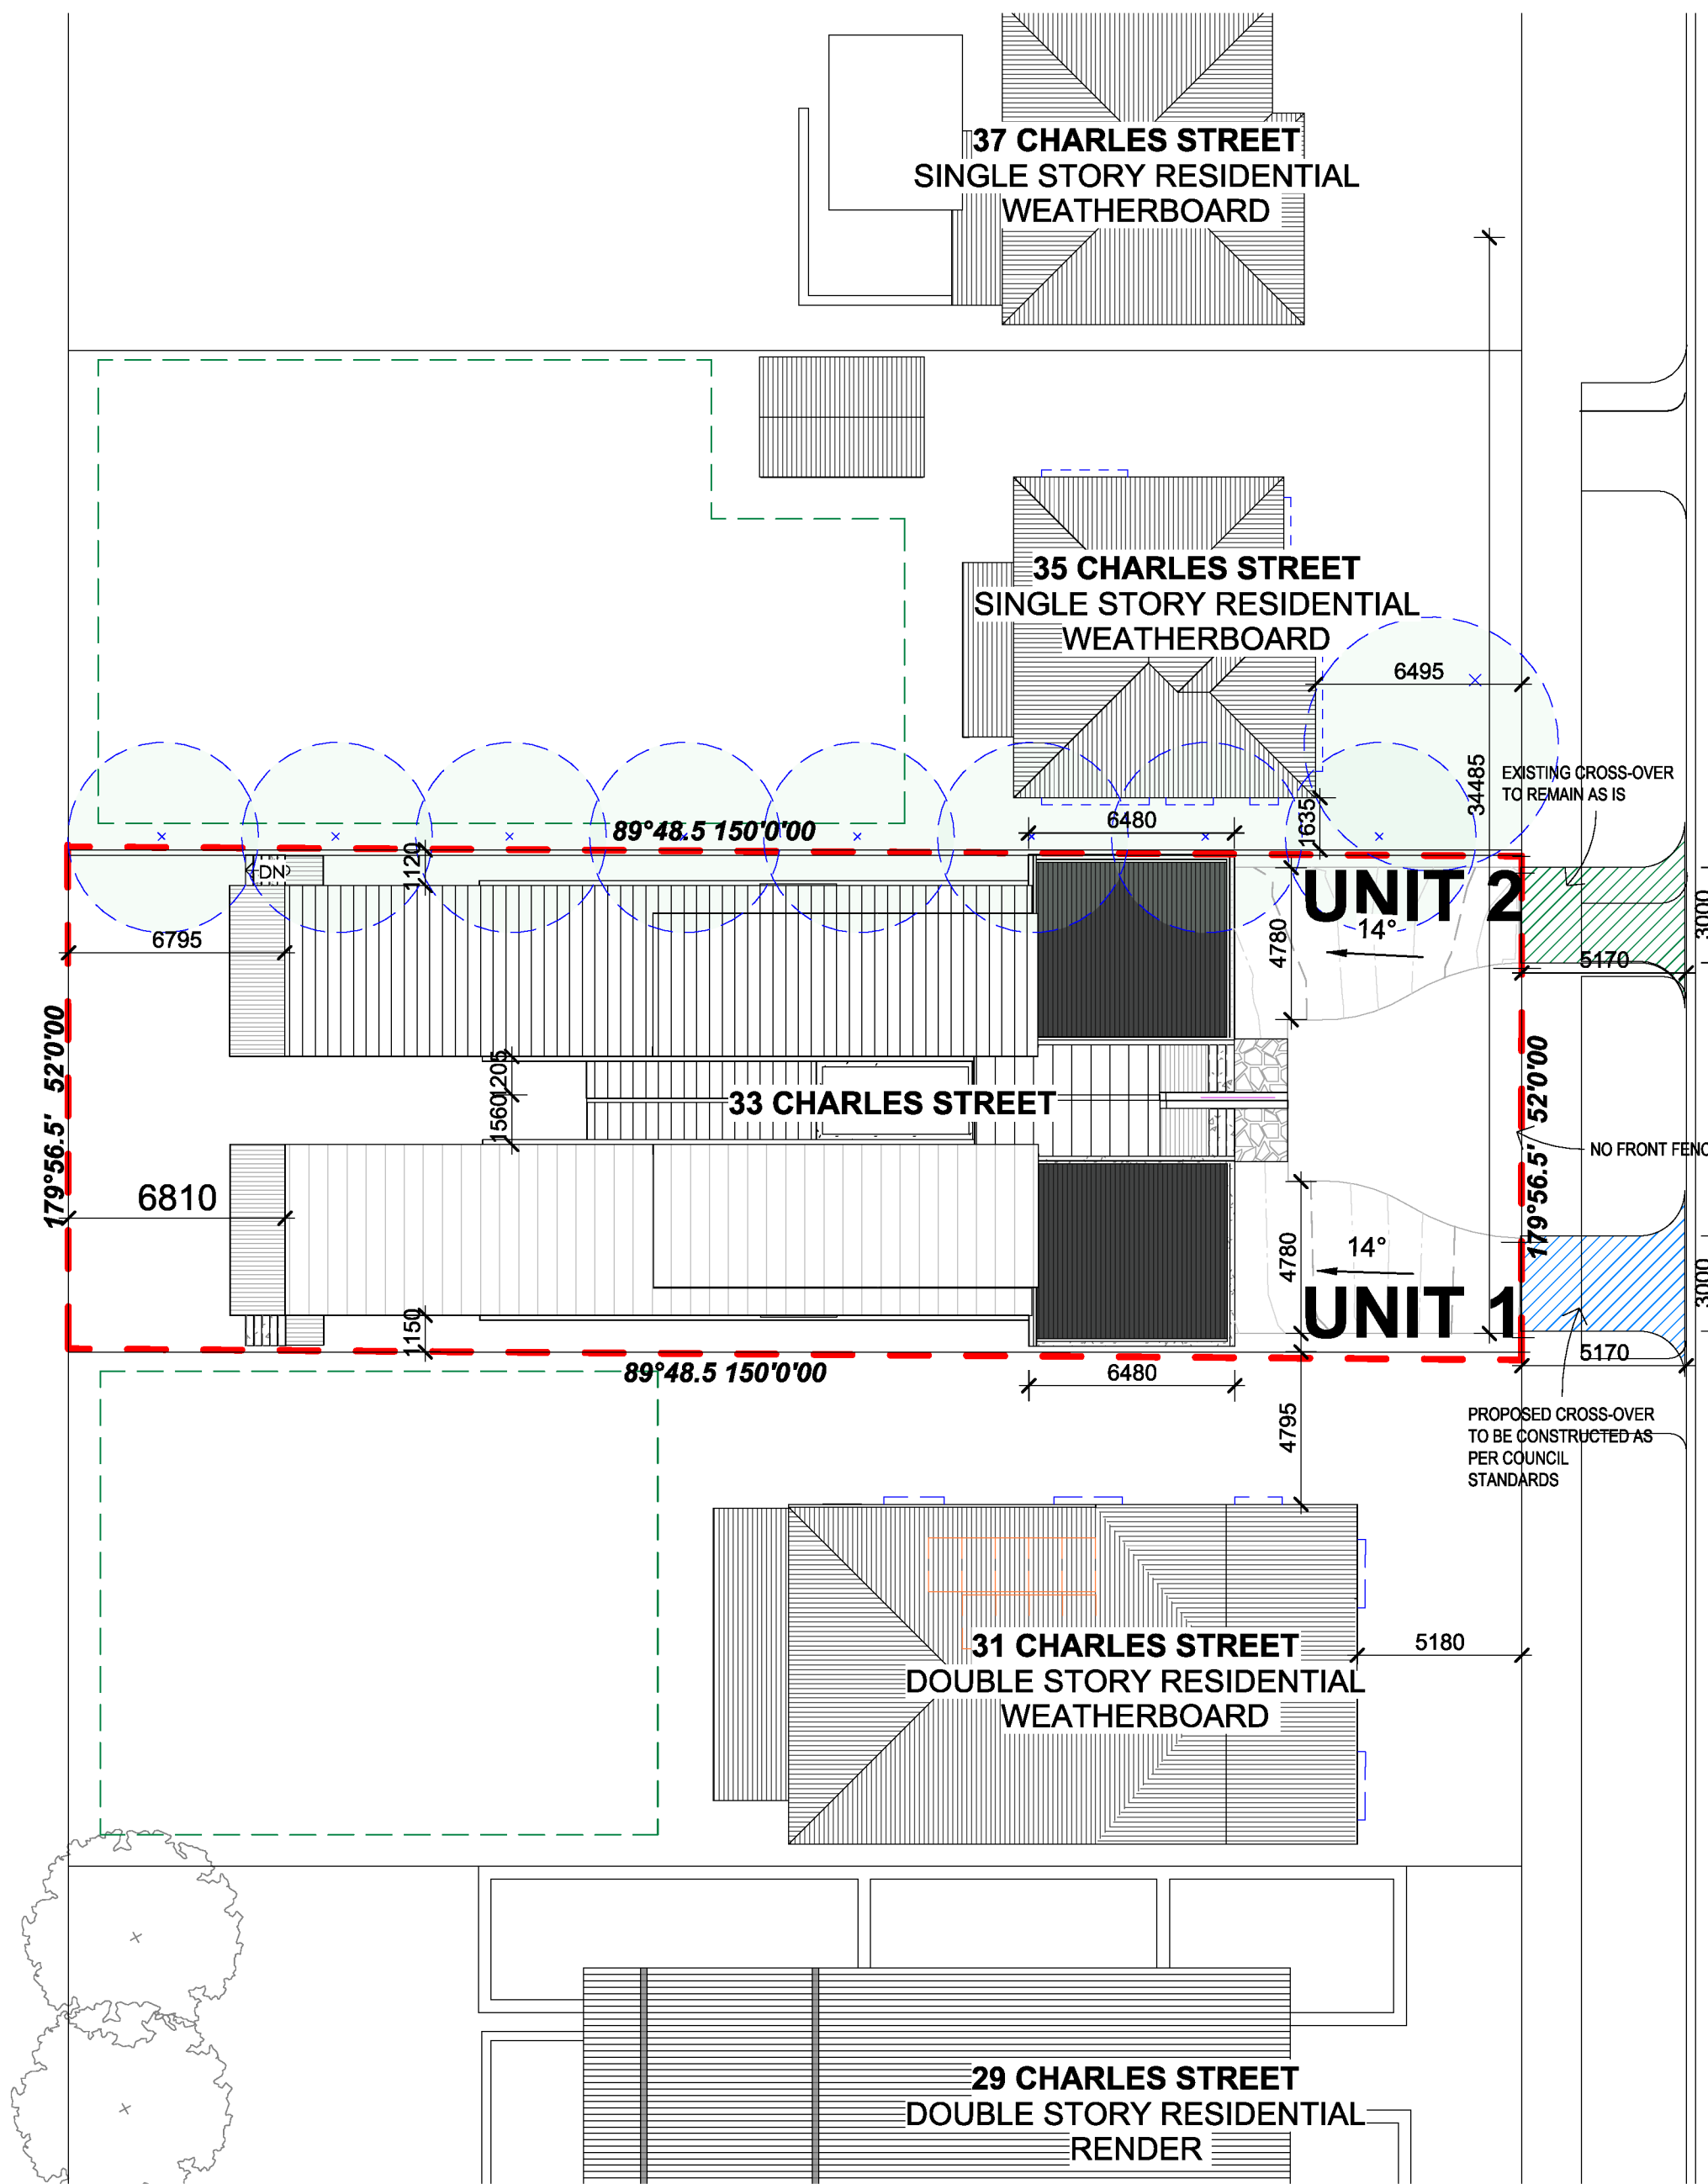 37 CHARLES STREET
SINGLE STORY RESIDENTIAL
WEATHERBOARD
35 CHARLES STREET
SINGLE STORY RESIDENTIAL
WEATHERBOARD
6495
34485
EXISTING CROSS-OVER
TO REMAIN AS IS
1635
6480
89°48.5 150'0'00
1120
DN
UNIT 2
14°
4780
3000
5170
6795
179°56.5' 52'0'00
1205
1560
33 CHARLES STREET
179°56.5' 52'0'00
NO FRONT FENC
6810
4780
14°
UNIT 1
3000
1150
5170
89°48.5 150'0'00
6480
4795
PROPOSED CROSS-OVER
TO BE CONSTRUCTED AS
PER COUNCIL
STANDARDS
31 CHARLES STREET
DOUBLE STORY RESIDENTIAL
WEATHERBOARD
5180
29 CHARLES STREET
DOUBLE STORY RESIDENTIAL
RENDER